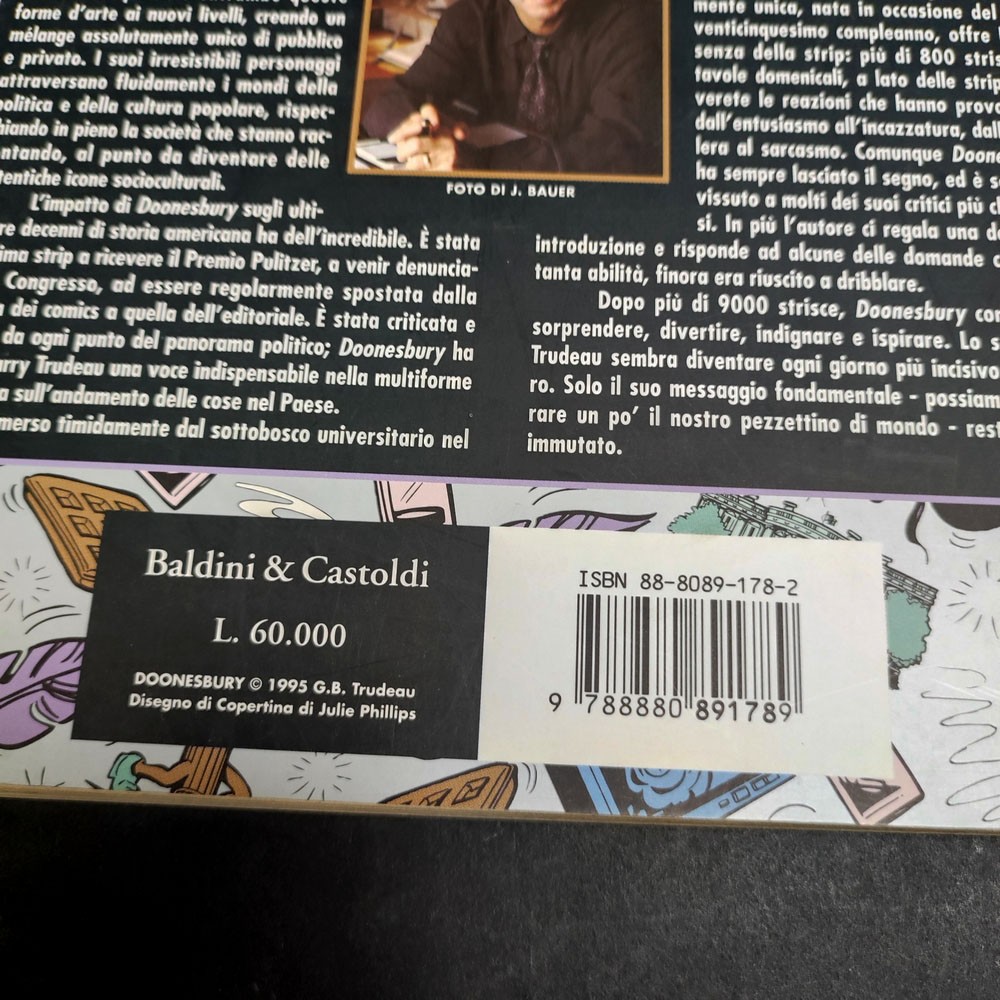 forme d'arte ai nuovi livelli, creando un
mélange assolutamente unico di pubblico
e privato. I suoi irresistibili personaggi
attraversano fluidamente i mondi della
politica e della cultura popolare, rispec-
hiando in pieno la società che stanno rac-
ntando, al punto da diventare delle
tentiche icone socioculturali.
L'impatto di Doonesbury sugli ulti-
re decenni di storia americana ha dell'incredibile. È stata
ima strip a ricevere il Premio Pulitzer, a venir denuncia-
Congresso, ad essere regolarmente spostata dalla
dei comics a quella dell'editoriale. È stata criticata e
da ogni punto del panorama politico; Doonesbury ha
rry Trudeau una voce indispensabile nella multiforme
a sull'andamento delle cose nel Paese.
merso timidamente dal sottobosco universitario nel
FOTO DI J. BAUER
mente unica, nata in occasione del
venticinquesimo compleanno, offre
senza della strip: più di 800 stris
tavole domenicali, a lato delle strip
verete le reazioni che hanno provo
dall'entusiasmo all'incazzatura, dal
lera al sarcasmo. Comunque Doone
ha sempre lasciato il segno, ed è s
vissuto a molti dei suoi critici più c
si. In più l'autore ci regala una d
introduzione e risponde ad alcune delle domande c
tanta abilità, finora era riuscito a dribblare.
Dopo più di 9000 strisce, Doonesbury con
sorprendere, divertire, indignare e ispirare. Lo s
Trudeau sembra diventare ogni giorno più incisivo
ro. Solo il suo messaggio fondamentale - possiam
rare un po' il nostro pezzettino di mondo - rest
immutato.
Baldini & Castoldi
L. 60.000
DOONESBURY © 1995 G.B. Trudeau
Disegno di Copertina di Julie Phillips
ISBN 88-8089-178-2
9 788880 891789